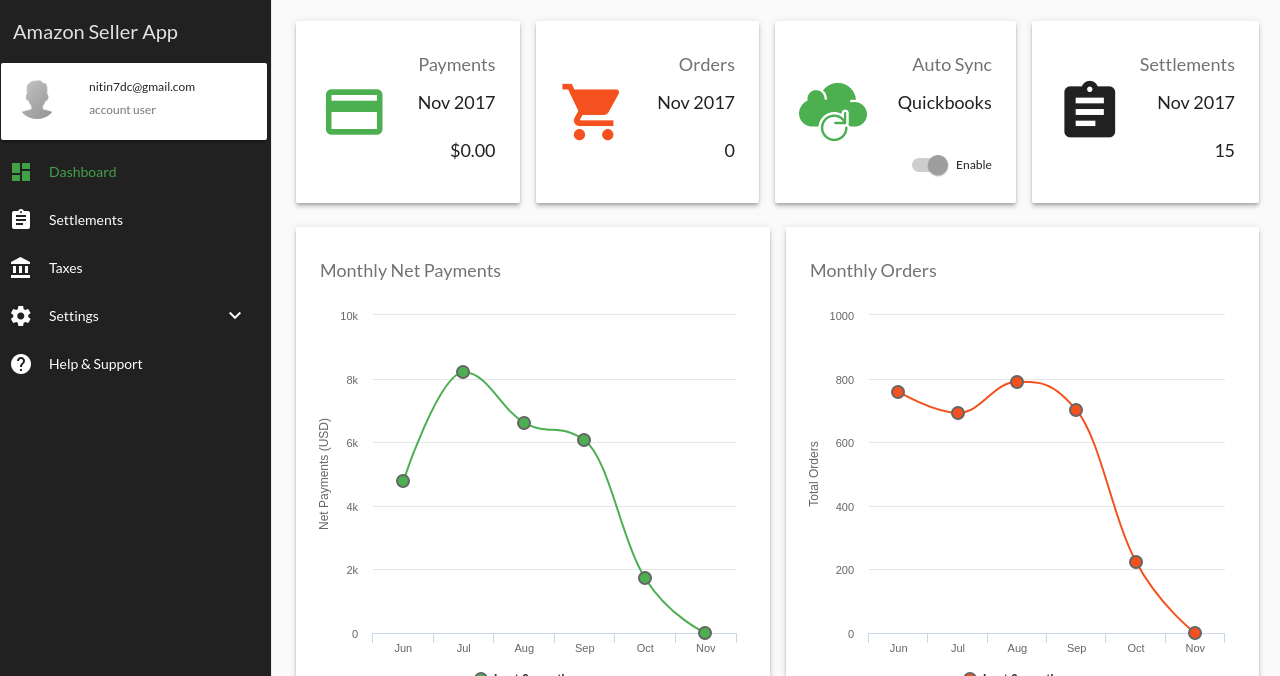 Amazon Seller App
nitin7dc@gmail.com
account user
Dashboard
Settlements
Taxes
Settings
Help & Support
Payments
Nov 2017
$0.00
Orders
Nov 2017
0
Auto Sync
Quickbooks
Enable
Settlements
Nov 2017
15
Monthly Net Payments
Net Payments (USD)
10k
8k
6k
4k
2k
0
Jun Jul Aug Sep Oct Nov
Monthly Orders
Total Orders
1000
800
600
400
200
0
Jun Jul Aug Sep Oct Nov